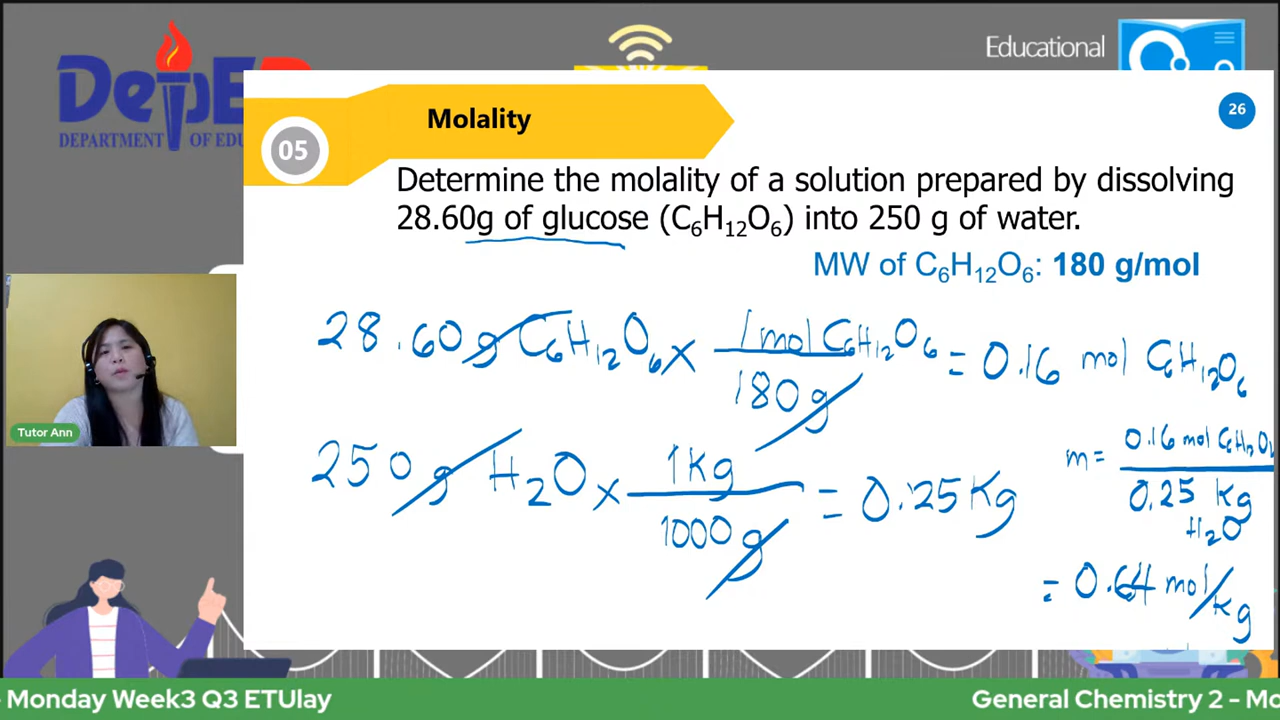 DepED
DEPARTMENT OF EDU
Educational
26
05
Molality
Determine the molality of a solution prepared by dissolving
28.60g of glucose (C₆H₁₂O₆) into 250 g of water.
MW of C₆H₁₂O₆: 180 g/mol
28.60 g C₆H₁₂O₆ x 1 mol C₆H₁₂O₆ / 180 g = 0.16 mol C₆H₁₂O₆
250 g H₂O x 1 Kg / 1000 g = 0.25 Kg
m = 0.16 mol C₆H₁₂O₆ / 0.25 Kg H₂O
= 0.64 mol/Kg
Tutor Ann
- Monday Week3 Q3 ETUlay
General Chemistry 2 - Mo